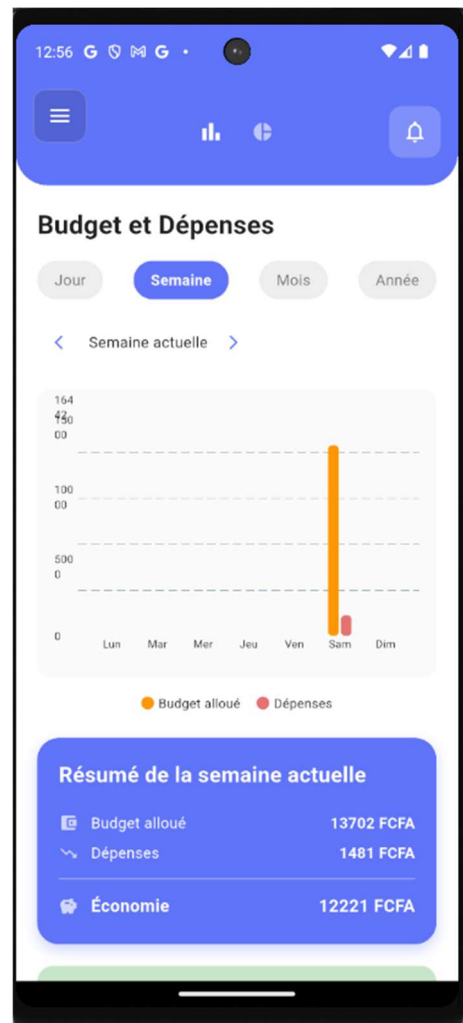 12:56 G G
Budget et Dépenses
Jour Semaine Mois Année
Semaine actuelle
164
42
150
00
100
00
500
0
0
Lun Mar Mer Jeu Ven Sam Dim
Budget alloué Dépenses
Résumé de la semaine actuelle
Budget alloué 13702 FCFA
Dépenses 1481 FCFA
Économie 12221 FCFA